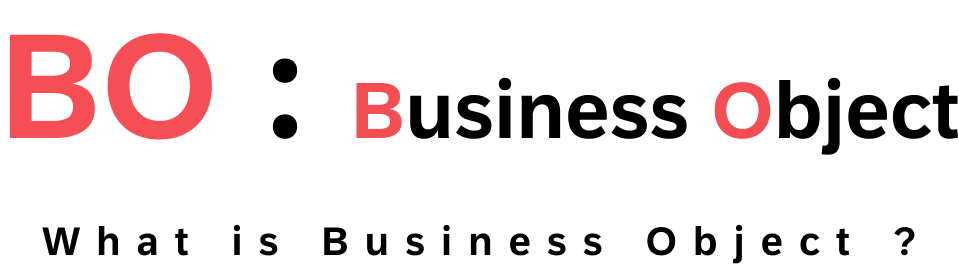 BO : Business Object
What is Business Object ?